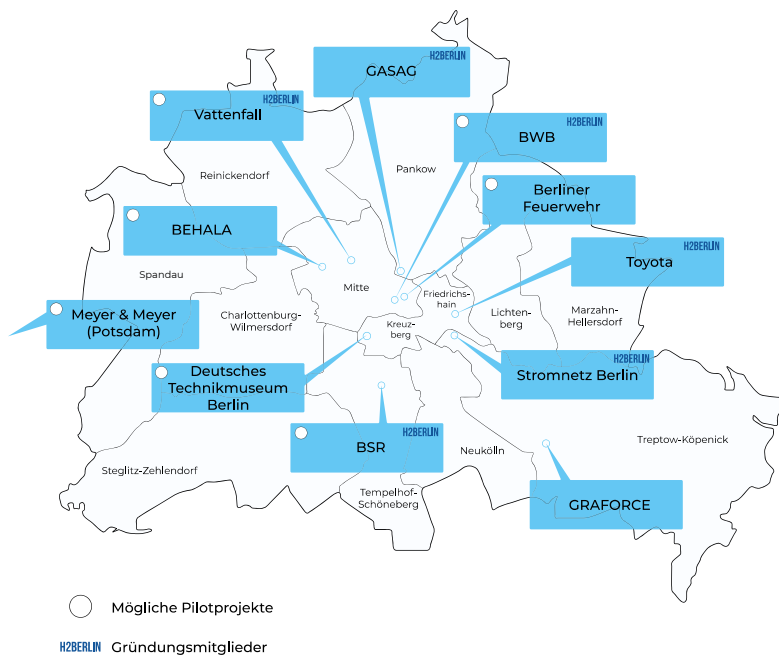 H2BERLIN
GASAG
H2BERLIN
Vattenfall
H2BERLIN
BWB
Pankow
Reinickendorf
Berliner
Feuerwehr
BEHALA
H2BERLIN
Toyota
Spandau
Mitte
Friedrichs-
hain
Lichten-
berg
Marzahn-
Hellersdorf
Meyer & Meyer
(Potsdam)
Charlottenburg-
Wilmersdorf
Kreuz-
berg
Deutsches
Technikmuseum
Berlin
H2BERLIN
Stromnetz Berlin
H2BERLIN
BSR
Neukölln
Treptow-Köpenick
Steglitz-Zehlendorf
Tempelhof-
Schöneberg
GRAFORCE
Mögliche Pilotprojekte
H2BERLIN Gründungsmitglieder